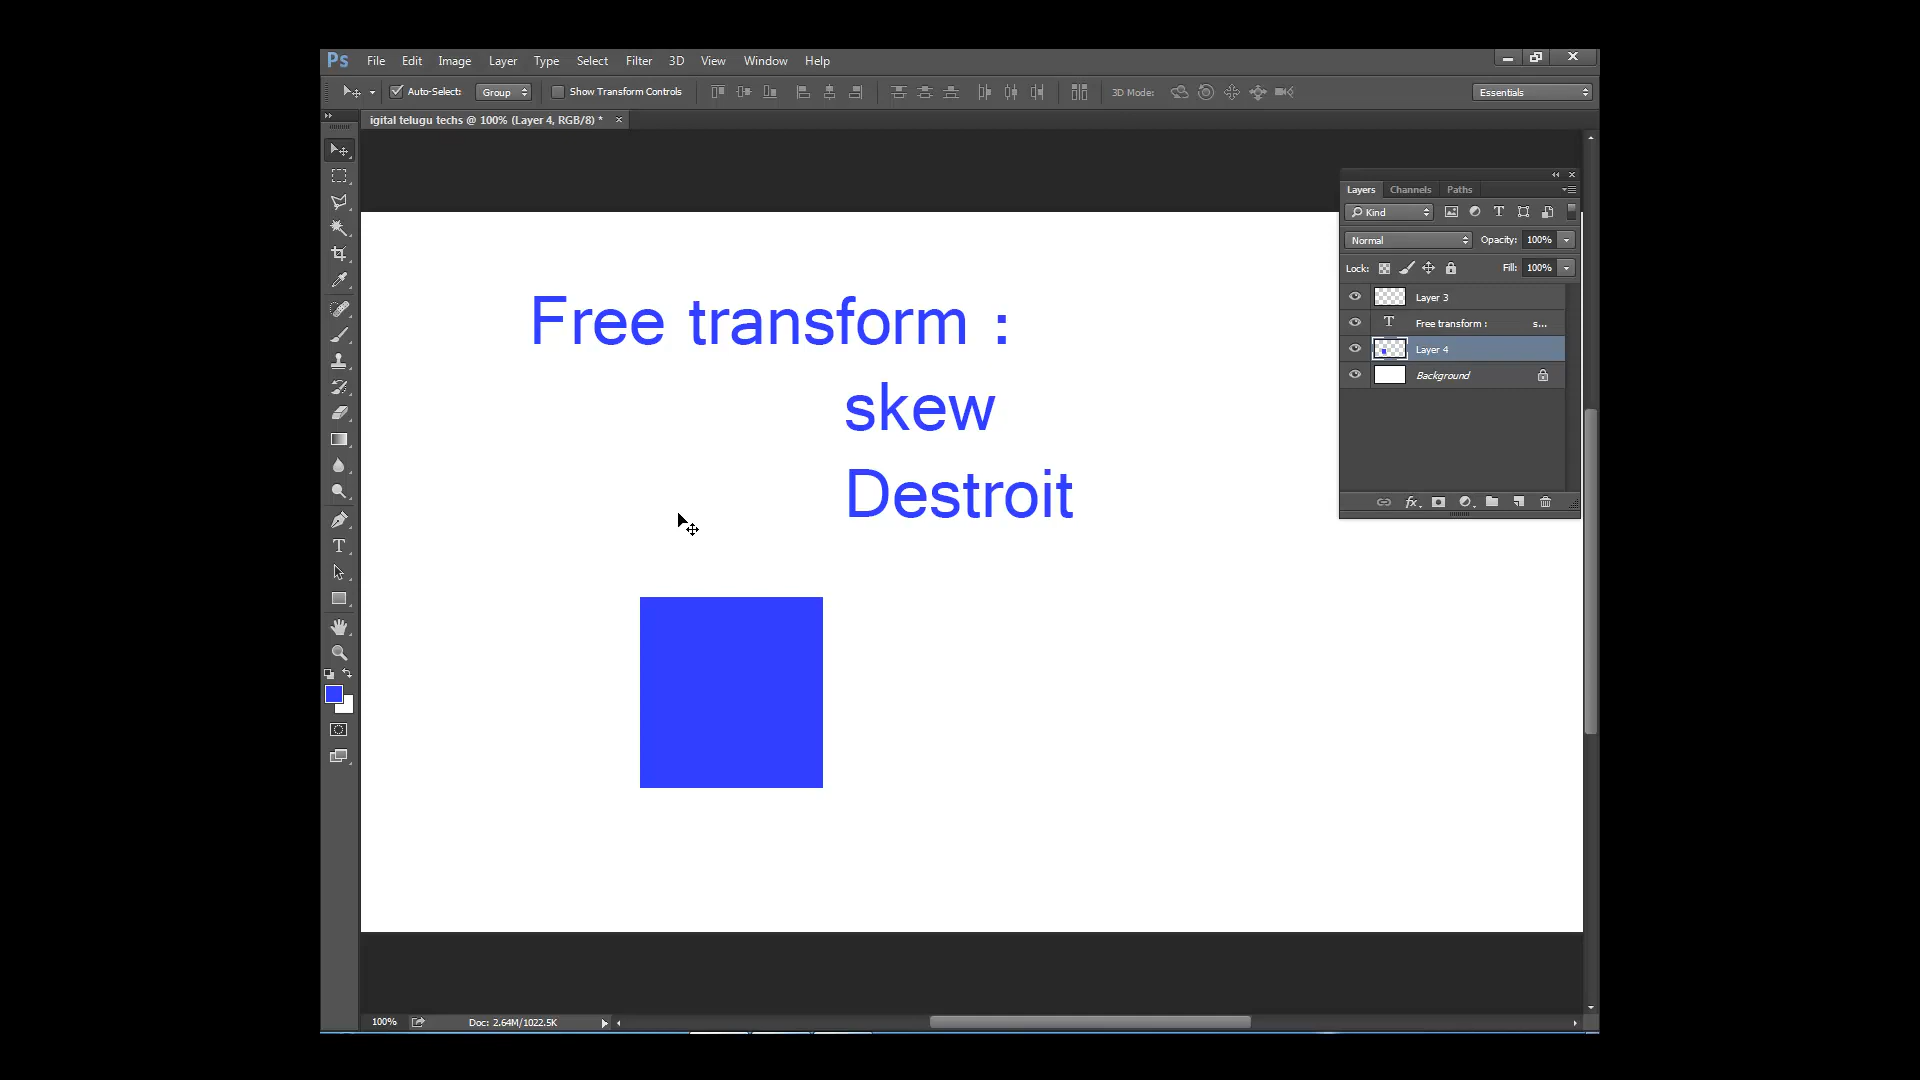 Ps File Edit Image Layer Type Select Filter 3D View Window Help
Auto-Select: Group Show Transform Controls 3D Mode: Essentials
igital telugu techs @ 100% (Layer 4, RGB/8) *
Layers Channels Paths
Kind
Normal Opacity: 100%
Lock: Fill: 100%
Layer 3
Free transform : s...
Layer 4
Background
Free transform :
skew
Destroit
100% Doc: 2.64M/1022.5K